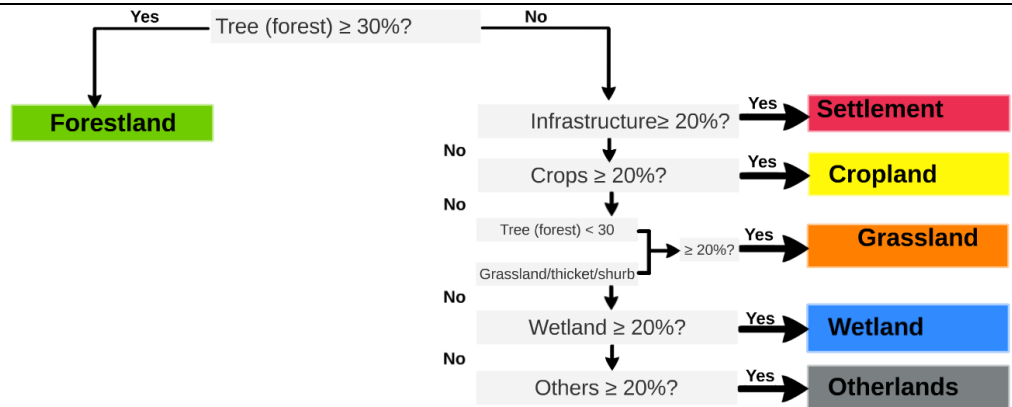 Yes
No
Tree (forest) ≥ 30%?
Forestland
Infrastructure≥ 20%?
Yes
Settlement
No
Crops ≥ 20%?
Yes
Cropland
No
Tree (forest) < 30
Grassland/thicket/shurb
≥ 20%?
Yes
Grassland
No
Wetland ≥ 20%?
Yes
Wetland
No
Others ≥ 20%?
Yes
Otherlands